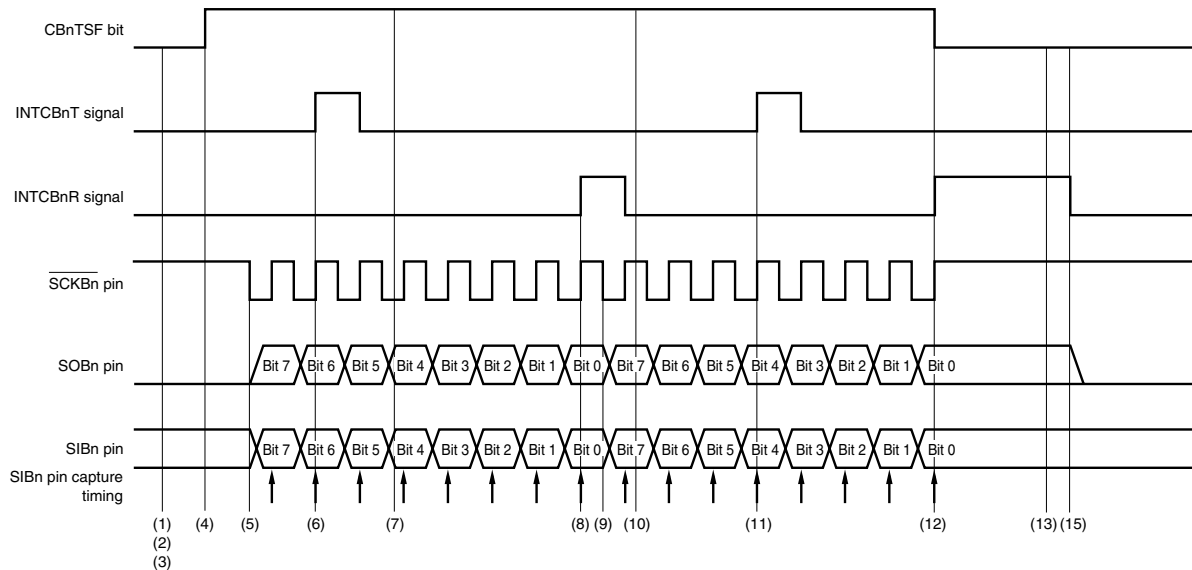 CBnTSF bit
INTCBnT signal
INTCBnR signal
SCKBn pin
SOBn pin
Bit 7 Bit 6 Bit 5 Bit 4 Bit 3 Bit 2 Bit 1 Bit 0 Bit 7 Bit 6 Bit 5 Bit 4 Bit 3 Bit 2 Bit 1 Bit 0
SIBn pin
Bit 7 Bit 6 Bit 5 Bit 4 Bit 3 Bit 2 Bit 1 Bit 0 Bit 7 Bit 6 Bit 5 Bit 4 Bit 3 Bit 2 Bit 1 Bit 0
SIBn pin capture
timing
(1) (4) (5) (6) (7) (8) (9) (10) (11) (12) (13) (15)
(2)
(3)